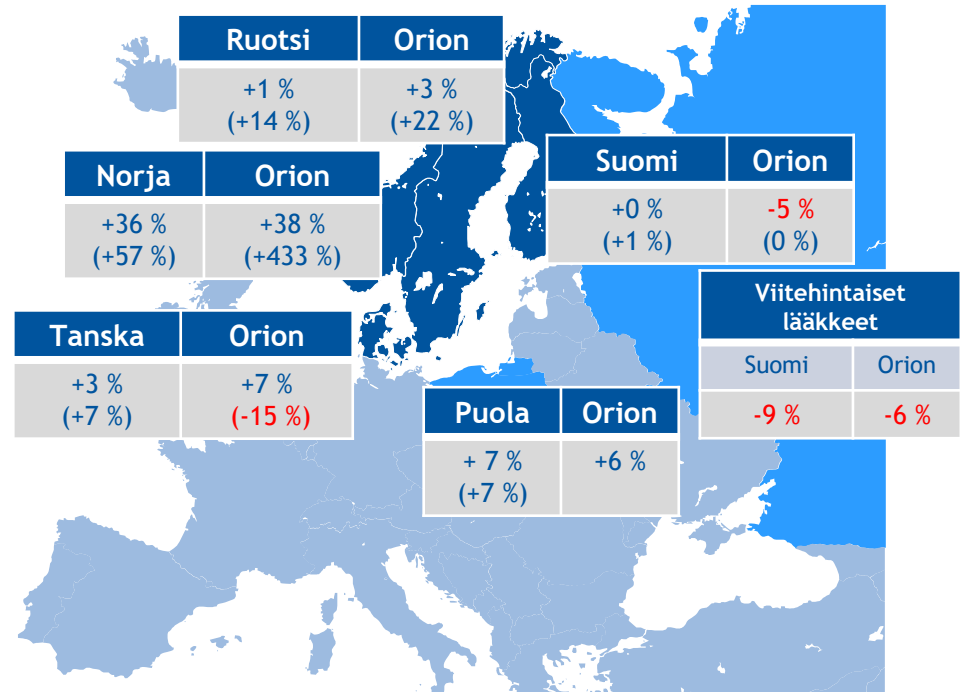 Ruotsi Orion
+1 % +3 %
(+14 %) (+22 %)
Norja Orion
+36 % +38 %
(+57 %) (+433 %)
Suomi Orion
+0 % -5 %
(+1 %) (0 %)
Viitehintaiset
lääkkeet
Suomi Orion
-9 % -6 %
Tanska Orion
+3 % +7 %
(+7 %) (-15 %)
Puola Orion
+ 7 % +6 %
(+7 %)